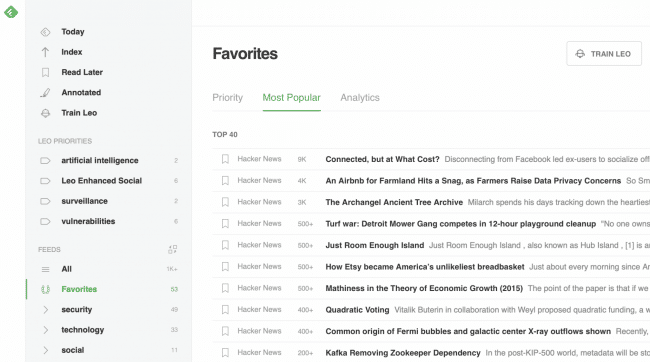 Today
Index
Read Later
Annotated
Train Leo
LEO PRIORITIES
artificial intelligence 2
Leo Enhanced Social 6
surveillance 2
vulnerabilities 6
FEEDS
All 1K+
Favorites 53
security 49
technology 33
social 11
Favorites
TRAIN LEO
Priority Most Popular Analytics
TOP 40
Hacker News 9K Connected, but at What Cost? Disconnecting from Facebook led ex-users to socialize off
Hacker News 4K An Airbnb for Farmland Hits a Snag, as Farmers Raise Data Privacy Concerns So Sm
Hacker News 3K The Archangel Ancient Tree Archive Milarch spends his days tracking down the heartiest
Hacker News 500+ Turf war: Detroit Mower Gang competes in 12-hour playground cleanup "No one owns
Hacker News 500+ Just Room Enough Island Just Room Enough Island , also known as Hub Island , [1] is a
Hacker News 500+ How Etsy became America's unlikeliest breadbasket Just about every morning since A
Hacker News 500+ Mathiness in the Theory of Economic Growth (2015) The point of the paper is that if we
Hacker News 400+ Quadratic Voting Vitalik Buterin in collaboration with Weyl proposed quadratic funding, a w
Hacker News 400+ Common origin of Fermi bubbles and galactic center X-ray outflows shown Recently,
Hacker News 200+ Kafka Removing Zookeeper Dependency In the post-KIP-500 world, metadata will be sto